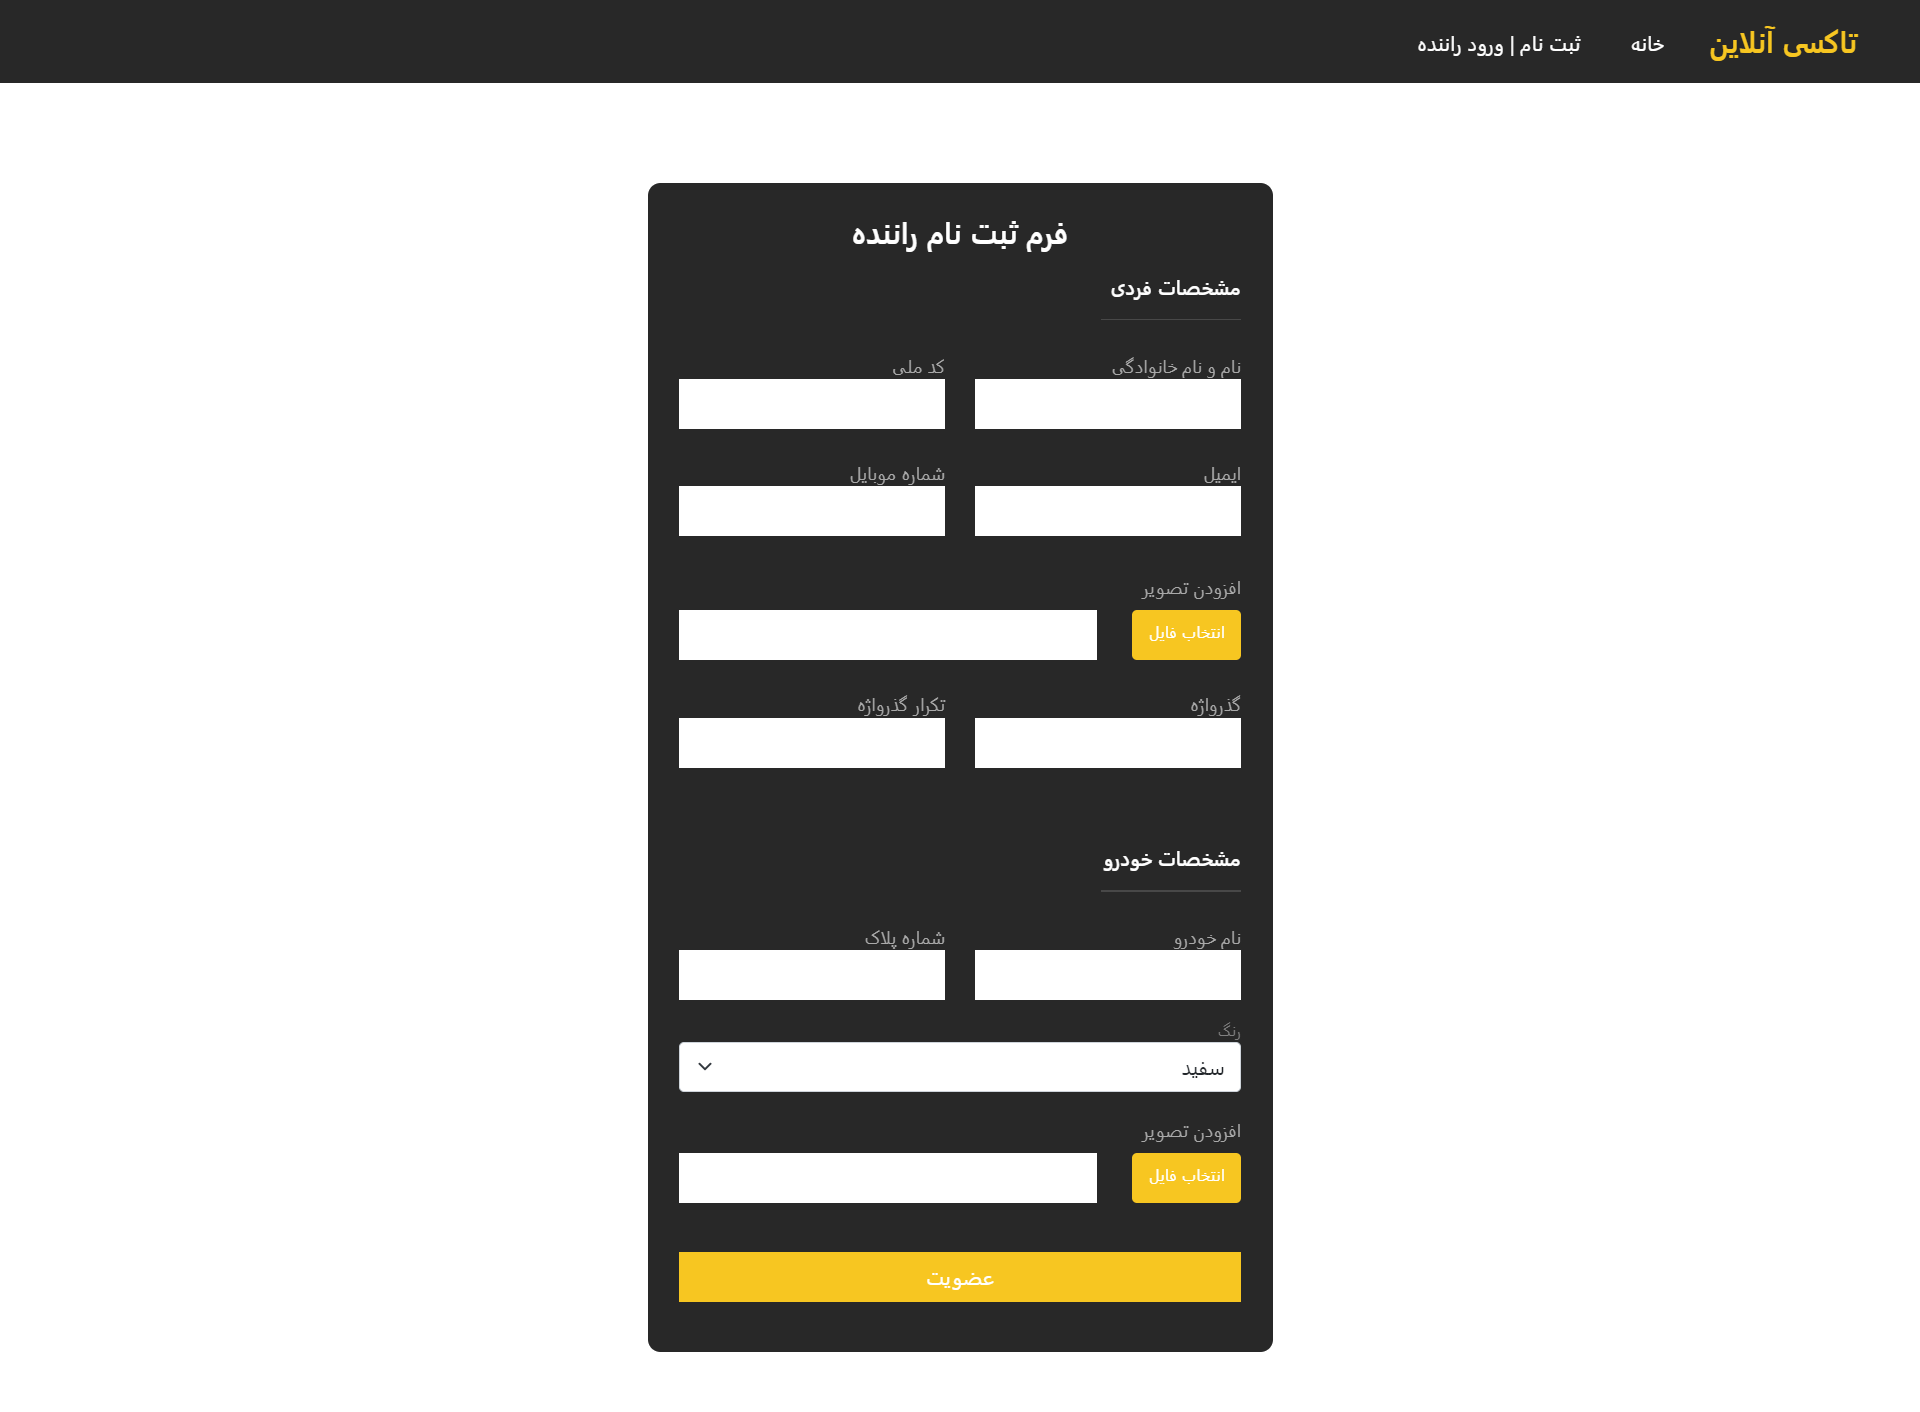 تاکسی آنلاین
خانه
ثبت نام | ورود راننده
فرم ثبت نام راننده
مشخصات فردی
نام و نام خانوادگی
کد ملی
ایمیل
شماره موبایل
افزودن تصویر
انتخاب فایل
گذرواژه
تکرار گذرواژه
مشخصات خودرو
نام خودرو
شماره پلاک
رنگ
سفید
افزودن تصویر
انتخاب فایل
عضویت